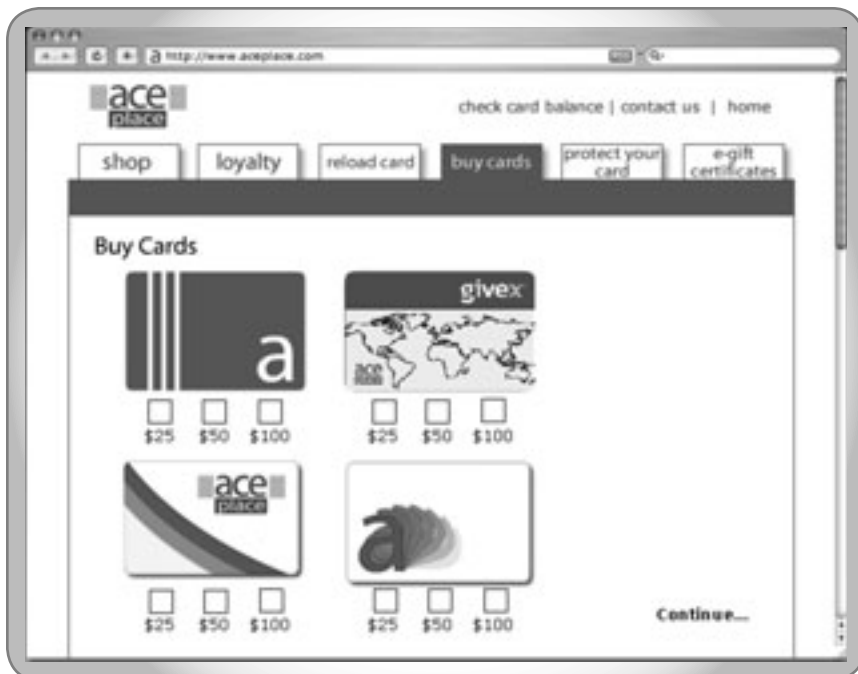 http://www.aceplace.com
ace
place
check card balance | contact us | home
shop
loyalty
reload card
buy cards
protect your
card
e-gift
certificates
Buy Cards
a
givex
ace
place
$25 $50 $100
$25 $50 $100
ace
place
a
$25 $50 $100
$25 $50 $100
Continue...